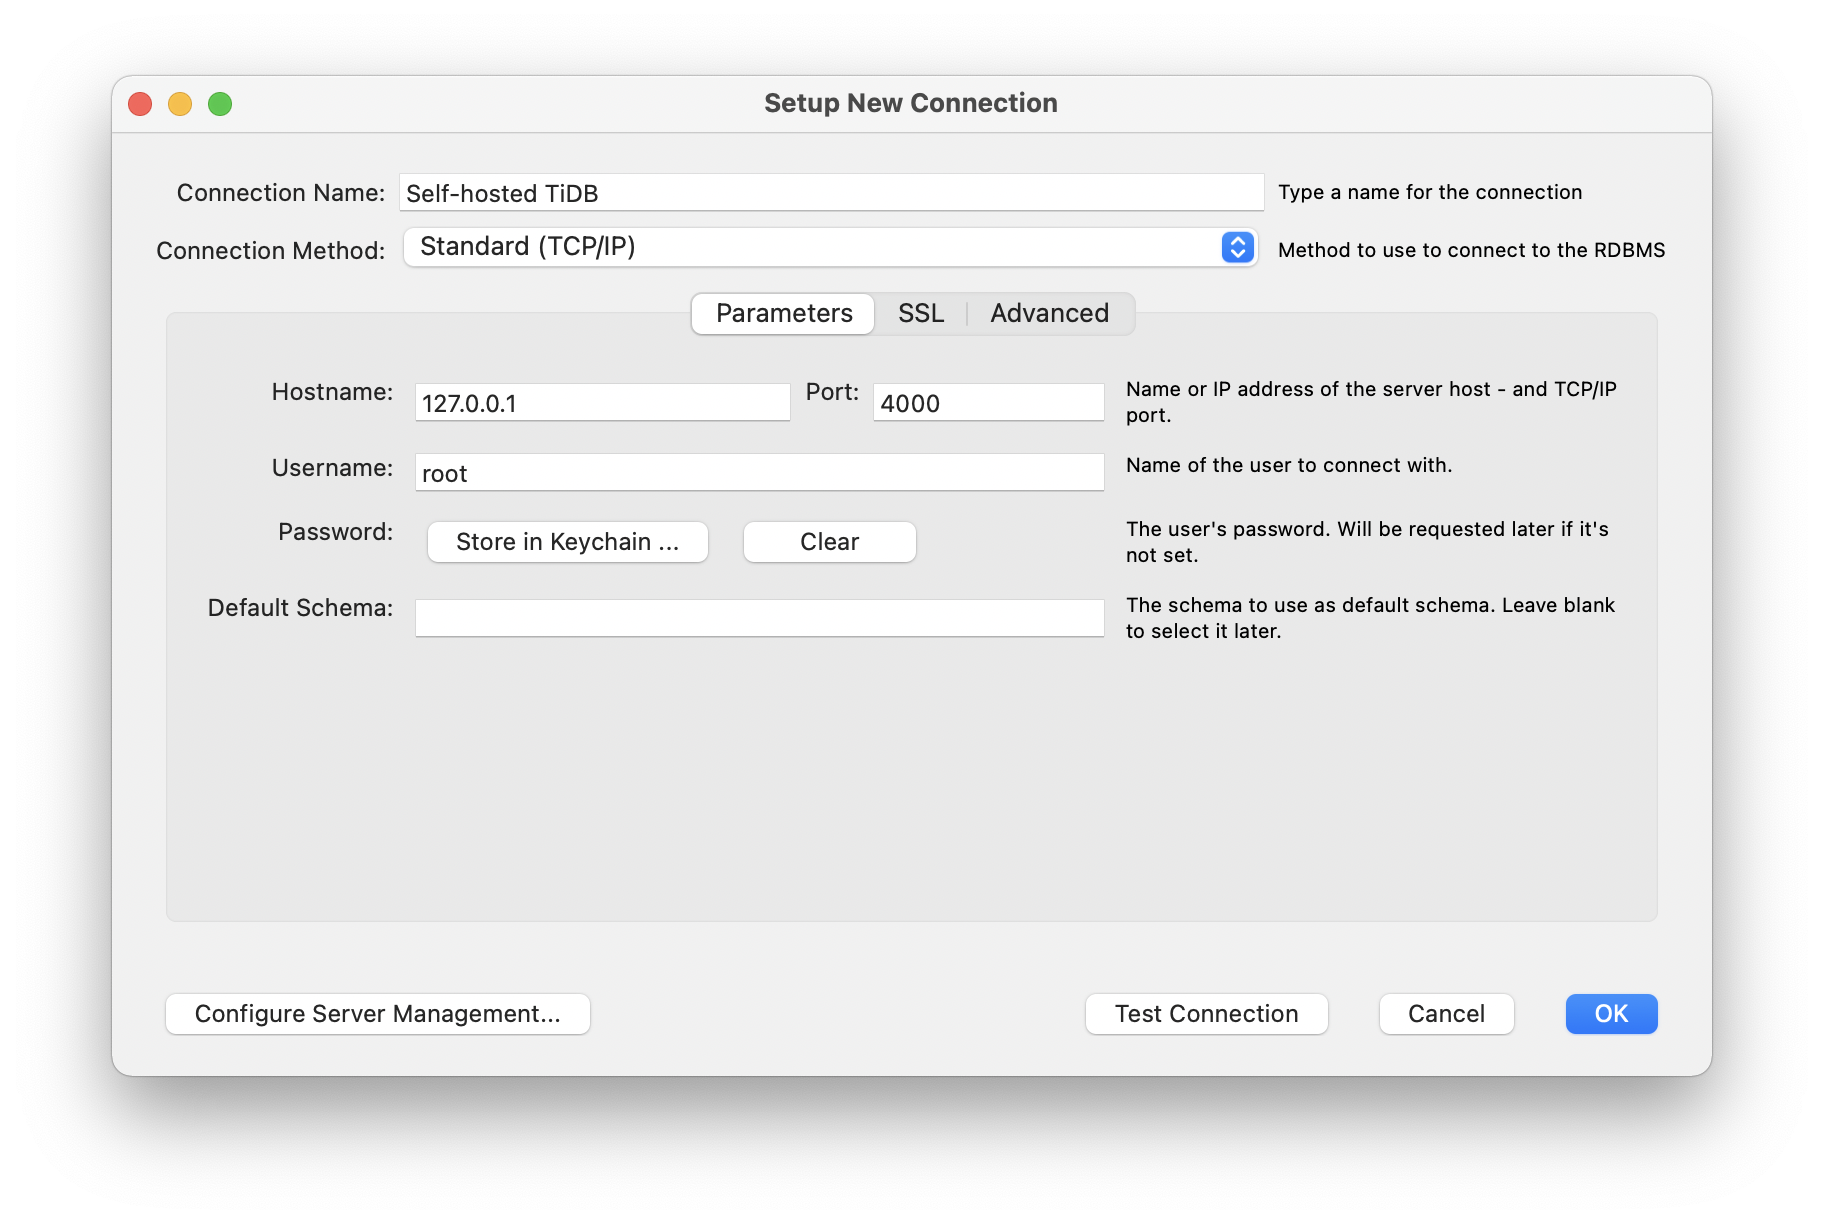 Setup New Connection
Connection Name: Self-hosted TiDB Type a name for the connection
Connection Method: Standard (TCP/IP) Method to use to connect to the RDBMS
Parameters SSL Advanced
Hostname: 127.0.0.1 Port: 4000 Name or IP address of the server host - and TCP/IP
port.
Username: root Name of the user to connect with.
Password: Store in Keychain ... Clear The user's password. Will be requested later if it's
not set.
Default Schema: The schema to use as default schema. Leave blank
to select it later.
Configure Server Management... Test Connection Cancel OK